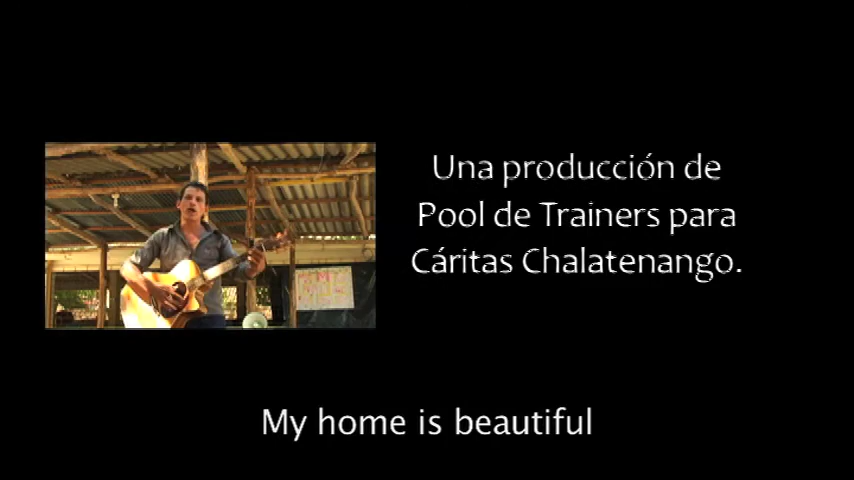 Una producción de
Pool de Trainers para
Cáritas Chalatenango.
My home is beautiful